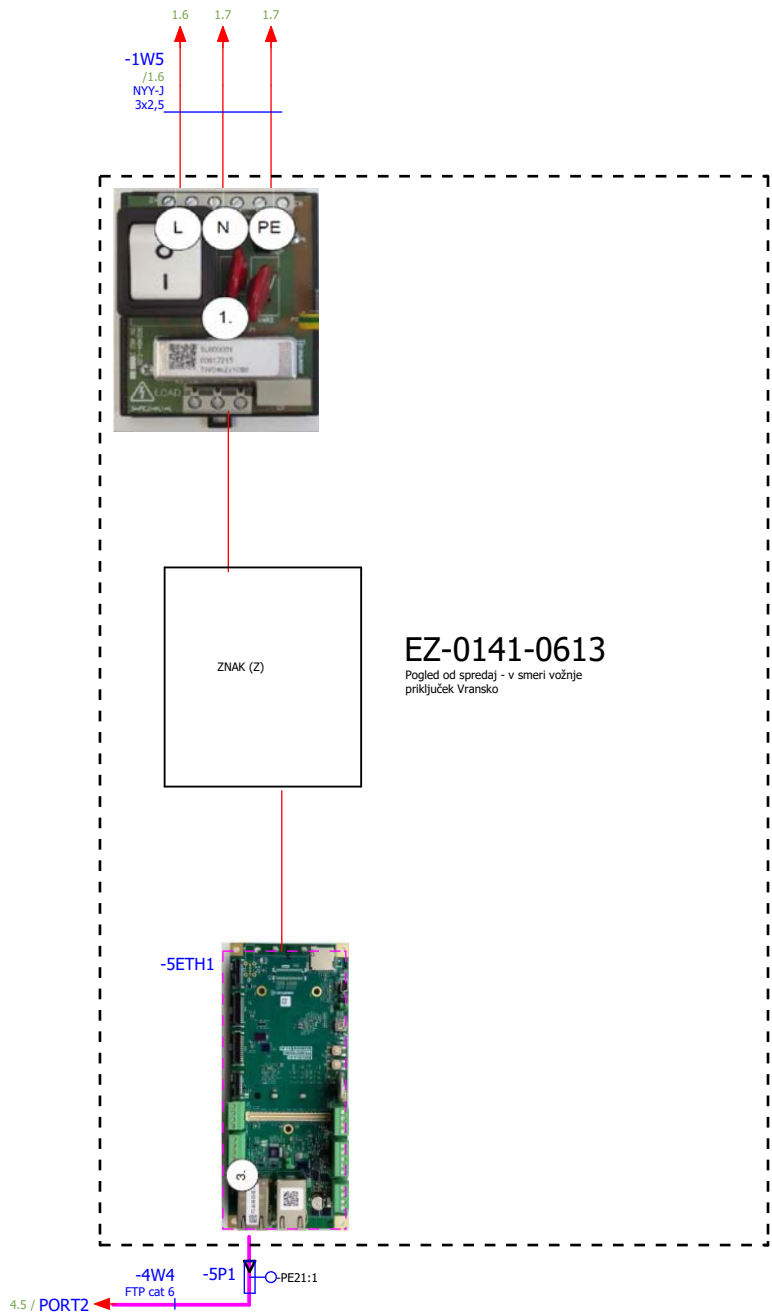 1.6 1.7 1.7
-1W5
/1.6
NYY-J
3x2,5
L N PE
O
I
1.
LOAD
ZNAK (Z)
EZ-0141-0613
Pogled od spredaj - v smeri vožnje
priključek Vransko
-5ETH1
3.
-4W4
FTP cat 6
-5P1
-PE21:1
4.5 / PORT2